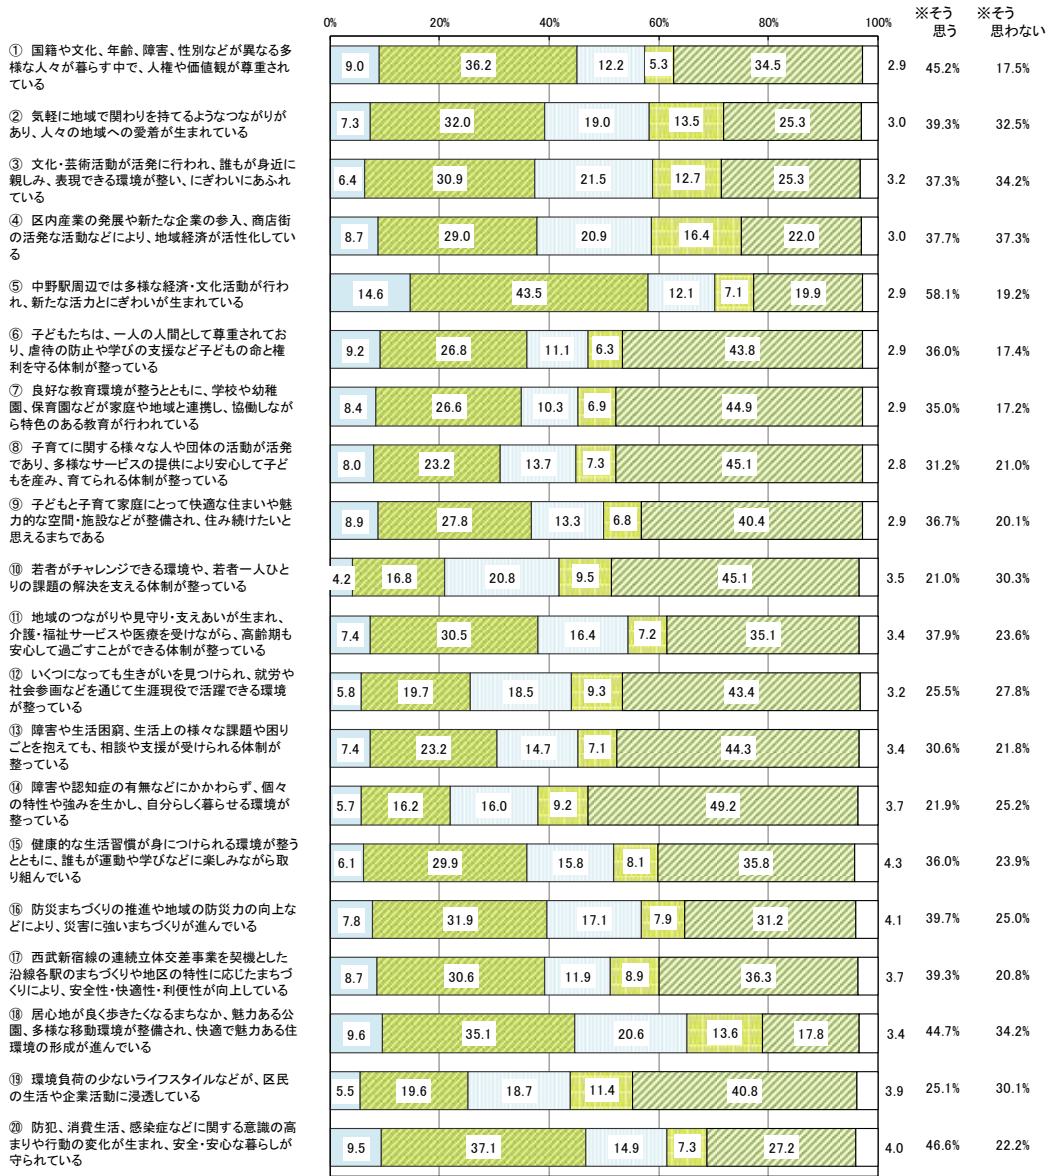 ※そう ※そう
0% 20% 40% 60% 80% 100% 思う 思わない
① 国籍や文化、年齢、障害、性別などが異なる多
様な人々が暮らす中で、人権や価値観が尊重され
ている
9.0 36.2 12.2 5.3 34.5 2.9 45.2% 17.5%
② 気軽に地域で関わりを持てるようなつながりが
あり、人々の地域への愛着が生まれている
7.3 32.0 19.0 13.5 25.3 3.0 39.3% 32.5%
③ 文化・芸術活動が活発に行われ、誰もが身近に
親しみ、表現できる環境が整い、にぎわいにあふれ
ている
6.4 30.9 21.5 12.7 25.3 3.2 37.3% 34.2%
④ 区内産業の発展や新たな企業の参入、商店街
の活発な活動などにより、地域経済が活性化してい
る
8.7 29.0 20.9 16.4 22.0 3.0 37.7% 37.3%
⑤ 中野駅周辺では多様な経済・文化活動が行わ
れ、新たな活力とにぎわいが生まれている
14.6 43.5 12.1 7.1 19.9 2.9 58.1% 19.2%
⑥ 子どもたちは、一人の人間として尊重されてお
り、虐待の防止や学びの支援など子どもの命と権
利を守る体制が整っている
9.2 26.8 11.1 6.3 43.8 2.9 36.0% 17.4%
⑦ 良好な教育環境が整うとともに、学校や幼稚
園、保育園などが家庭や地域と連携し、協働しなが
ら特色のある教育が行われている
8.4 26.6 10.3 6.9 44.9 2.9 35.0% 17.2%
⑧ 子育てに関する様々な人や団体の活動が活発
であり、多様なサービスの提供により安心して子ど
もを産み、育てられる体制が整っている
8.0 23.2 13.7 7.3 45.1 2.8 31.2% 21.0%
⑨ 子どもと子育て家庭にとって快適な住まいや魅
力的な空間・施設などが整備され、住み続けたいと
思えるまちである
8.9 27.8 13.3 6.8 40.4 2.9 36.7% 20.1%
⑩ 若者がチャレンジできる環境や、若者一人ひと
りの課題の解決を支える体制が整っている
4.2 16.8 20.8 9.5 45.1 3.5 21.0% 30.3%
⑪ 地域のつながりや見守り・支えあいが生まれ、
介護・福祉サービスや医療を受けながら、高齢期も
安心して過ごすことができる体制が整っている
7.4 30.5 16.4 7.2 35.1 3.4 37.9% 23.6%
⑫ いくつになっても生きがいを見つけられ、就労や
社会参画などを通じて生涯現役で活躍できる環境
が整っている
5.8 19.7 18.5 9.3 43.4 3.2 25.5% 27.8%
⑬ 障害や生活困窮、生活上の様々な課題や困り
ごとを抱えても、相談や支援が受けられる体制が
整っている
7.4 23.2 14.7 7.1 44.3 3.4 30.6% 21.8%
⑭ 障害や認知症の有無などにかかわらず、個々
の特性や強みを生かし、自分らしく暮らせる環境が
整っている
5.7 16.2 16.0 9.2 49.2 3.7 21.9% 25.2%
⑮ 健康的な生活習慣が身につけられる環境が整う
とともに、誰もが運動や学びなどに楽しみながら取
り組んでいる
6.1 29.9 15.8 8.1 35.8 4.3 36.0% 23.9%
⑯ 防災まちづくりの推進や地域の防災力の向上な
どにより、災害に強いまちづくりが進んでいる
7.8 31.9 17.1 7.9 31.2 4.1 39.7% 25.0%
⑰ 西武新宿線の連続立体交差事業を契機とした
沿線各駅のまちづくりや地区の特性に応じたまちづ
くりにより、安全性・快適性・利便性が向上している
8.7 30.6 11.9 8.9 36.3 3.7 39.3% 20.8%
⑱ 居心地が良く歩きたくなるまちなか、魅力ある公
園、多様な移動環境が整備され、快適で魅力ある住
環境の形成が進んでいる
9.6 35.1 20.6 13.6 17.8 3.4 44.7% 34.2%
⑲ 環境負荷の少ないライフスタイルなどが、区民
の生活や企業活動に浸透している
5.5 19.6 18.7 11.4 40.8 3.9 25.1% 30.1%
⑳ 防犯、消費生活、感染症などに関する意識の高
まりや行動の変化が生まれ、安全・安心な暮らしが
守られている
9.5 37.1 14.9 7.3 27.2 4.0 46.6% 22.2%